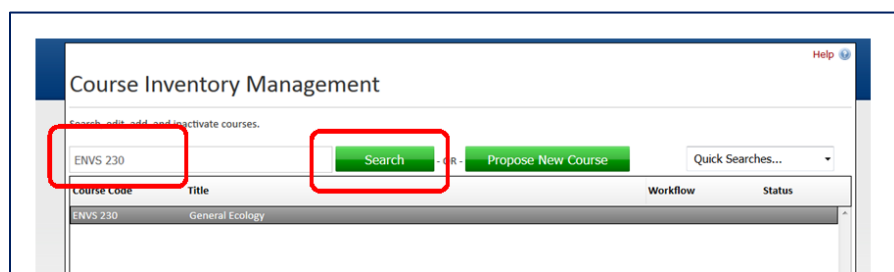 Help
Course Inventory Management
Search, edit, add, and inactivate courses.
ENVS 230 Search - OR - Propose New Course Quick Searches...
Course Code Title Workflow Status
ENVS 230 General Ecology